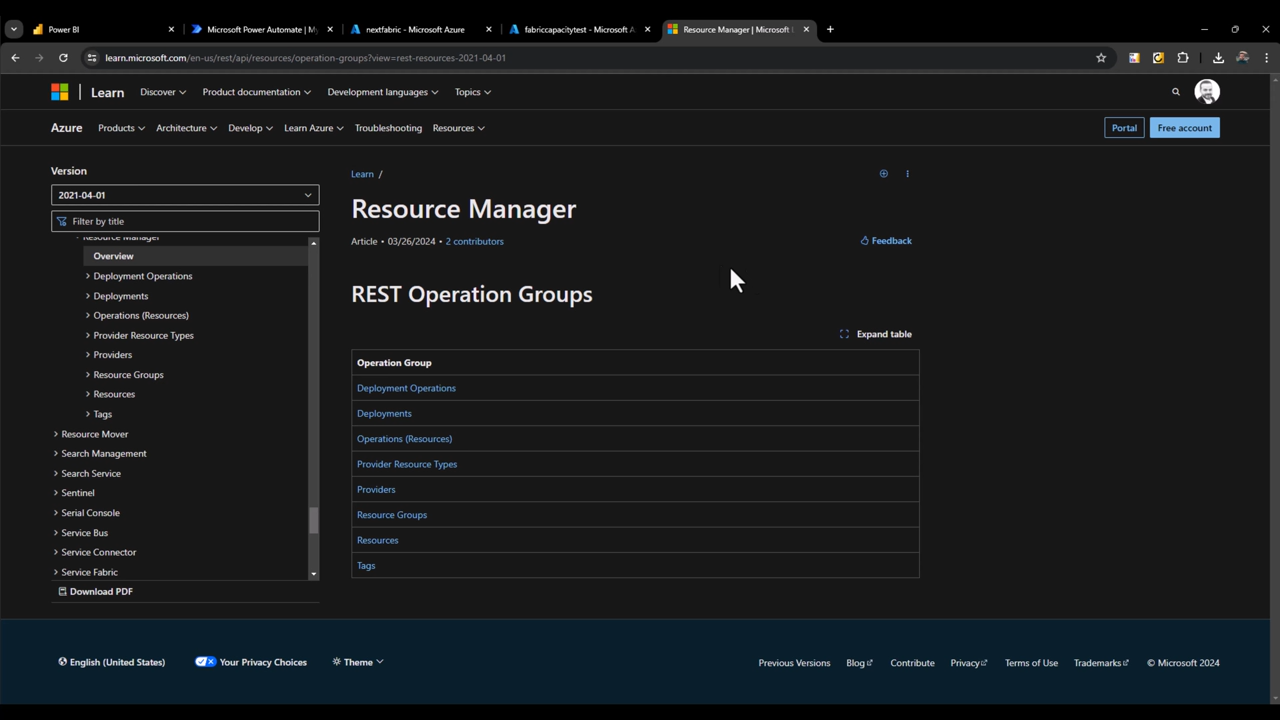 Power BI
Microsoft Power Automate | My
nextfabric - Microsoft Azure
fabriccapacitytest - Microsoft A
Resource Manager | Microsoft L
learn.microsoft.com/en-us/rest/api/resources/operation-groups?view=rest-resources-2021-04-01
Learn
Discover
Product documentation
Development languages
Topics
Azure
Products
Architecture
Develop
Learn Azure
Troubleshooting
Resources
Portal
Free account
Version
2021-04-01
Filter by title
Resource Manager
Overview
Deployment Operations
Deployments
Operations (Resources)
Provider Resource Types
Providers
Resource Groups
Resources
Tags
Resource Mover
Search Management
Search Service
Sentinel
Serial Console
Service Bus
Service Connector
Service Fabric
Download PDF
Learn /
Resource Manager
Article • 03/26/2024 • 2 contributors
Feedback
REST Operation Groups
Expand table
Operation Group
Deployment Operations
Deployments
Operations (Resources)
Provider Resource Types
Providers
Resource Groups
Resources
Tags
English (United States)
Your Privacy Choices
Theme
Previous Versions
Blog
Contribute
Privacy
Terms of Use
Trademarks
© Microsoft 2024